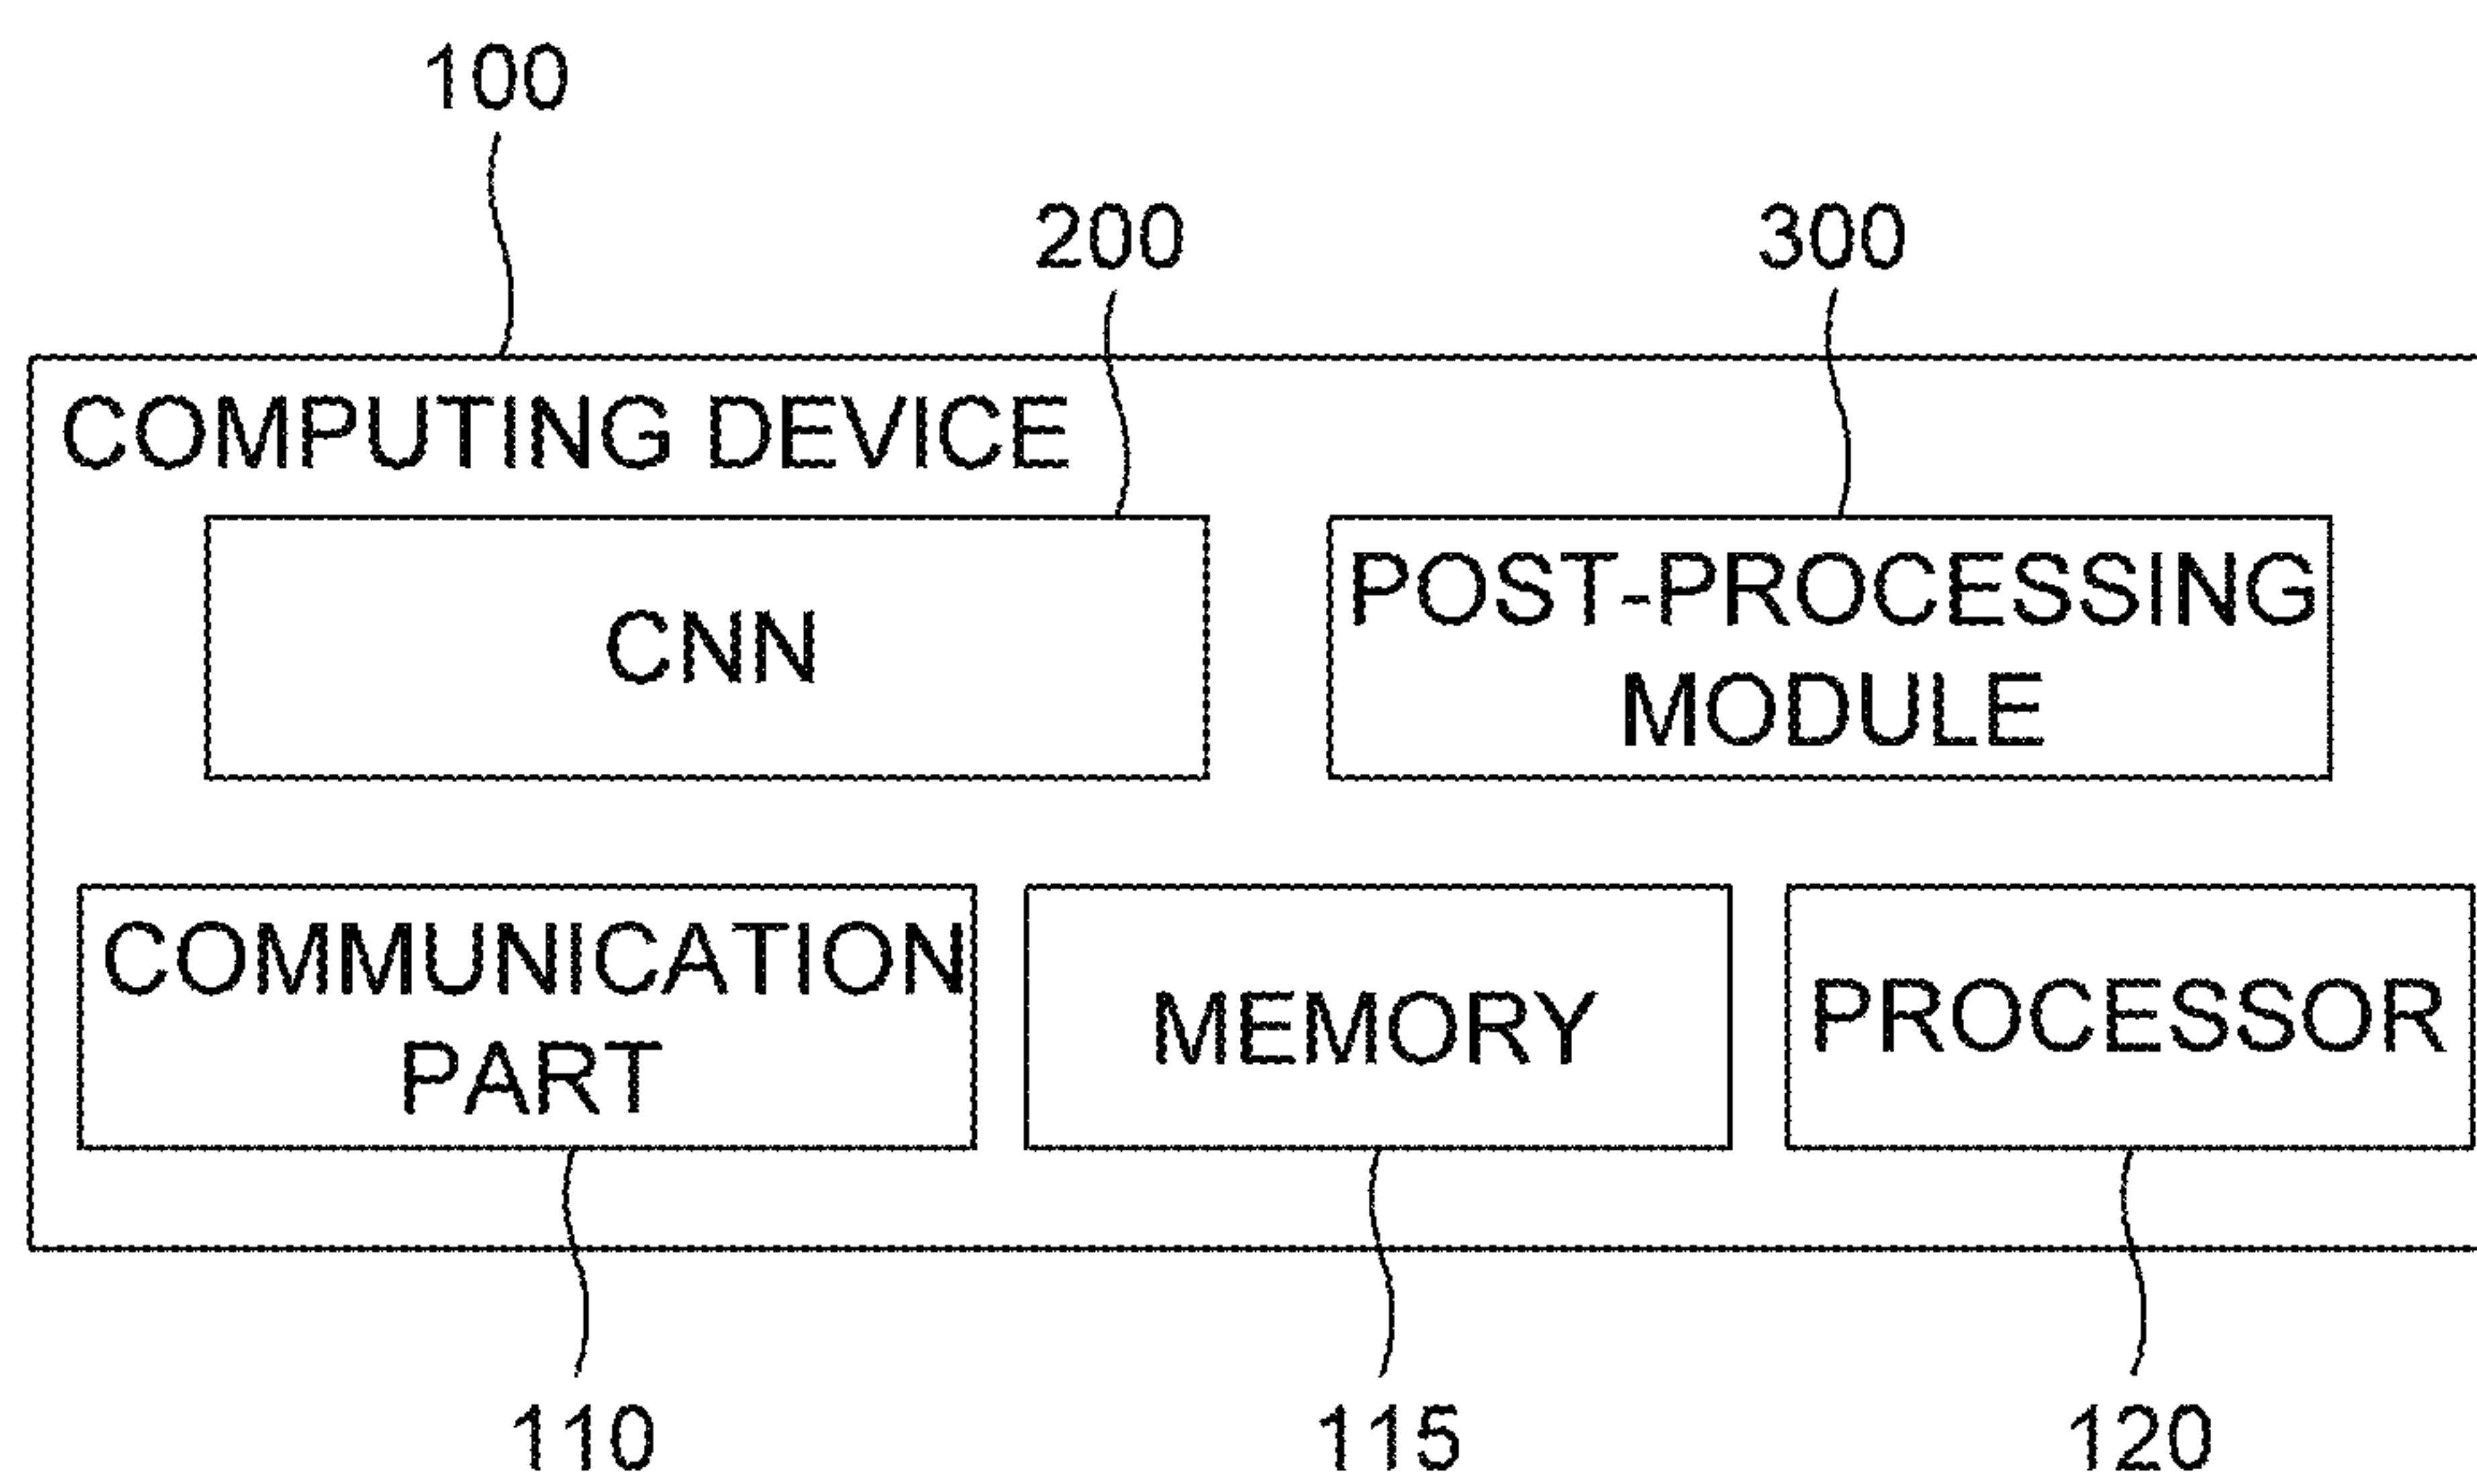 100
200
300
COMPUTING DEVICE
CNN
POST-PROCESSING
MODULE
COMMUNICATION
PART
MEMORY
PROCESSOR
110
115
120